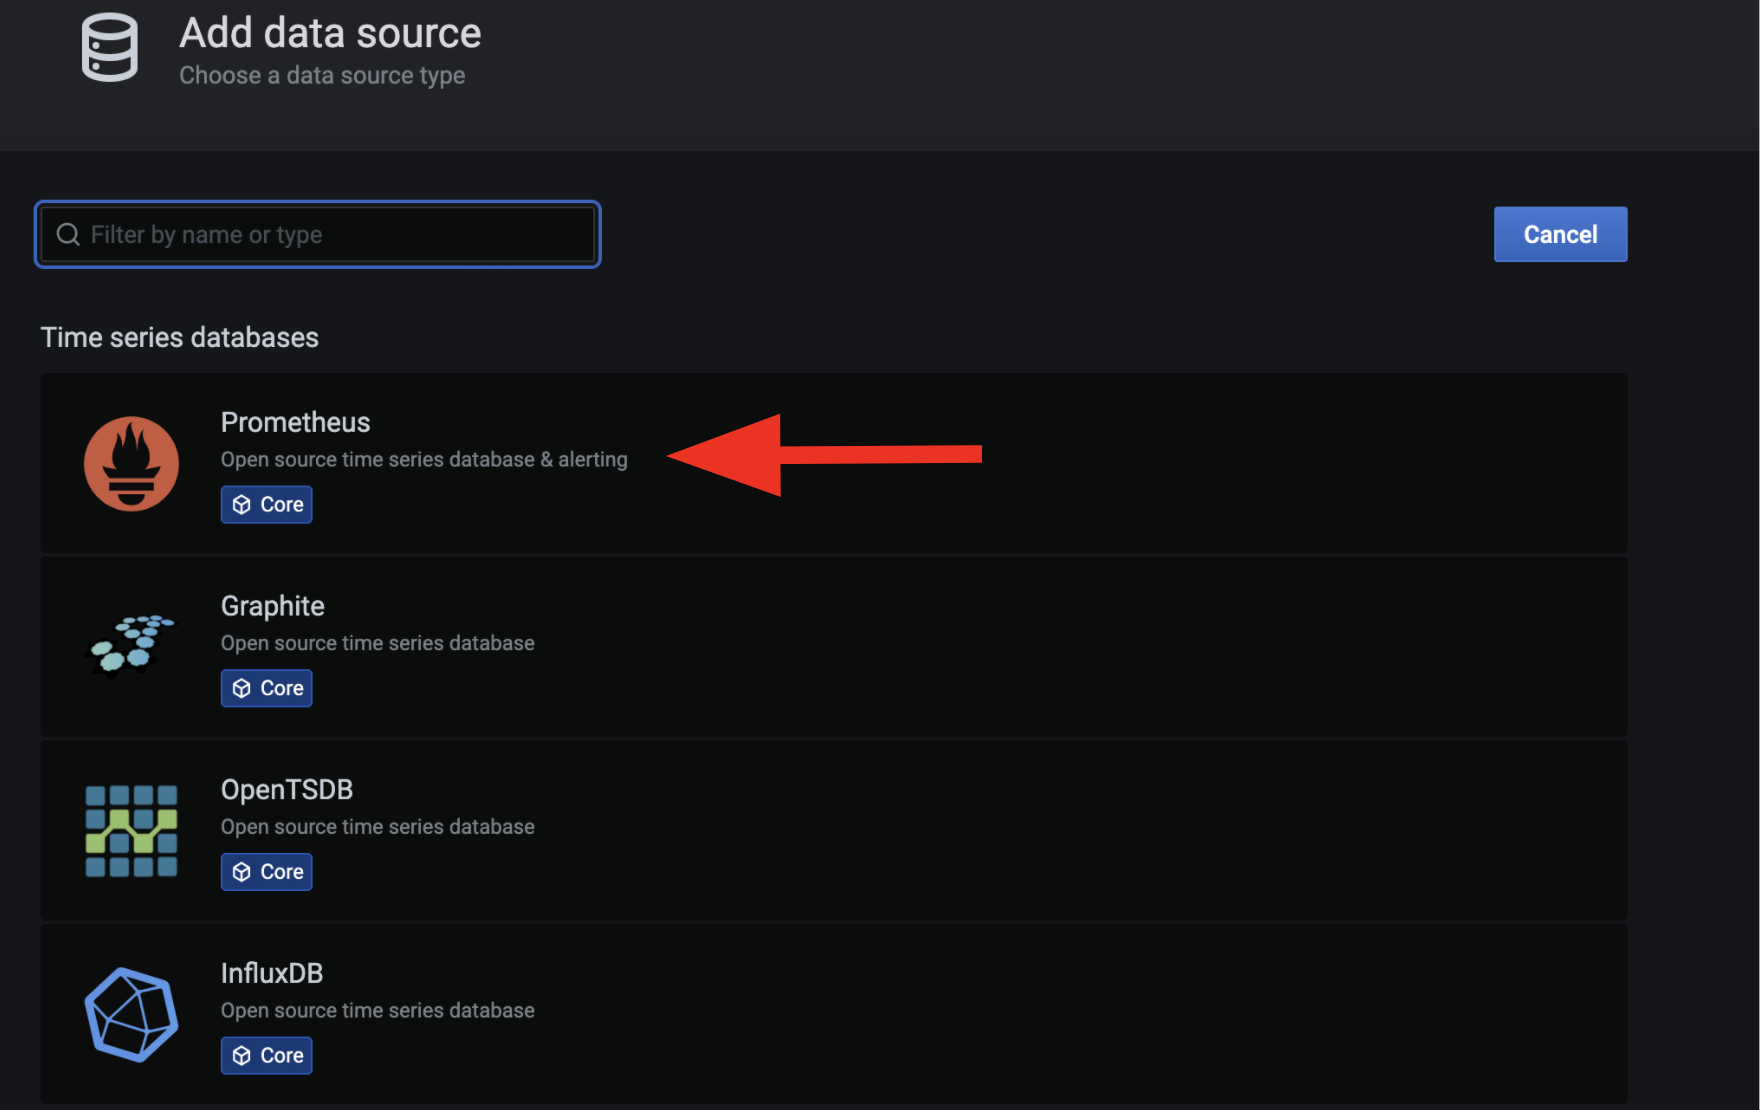 Add data source
Choose a data source type
Filter by name or type
Cancel
Time series databases
Prometheus
Open source time series database & alerting
Core
Graphite
Open source time series database
Core
OpenTSDB
Open source time series database
Core
InfluxDB
Open source time series database
Core